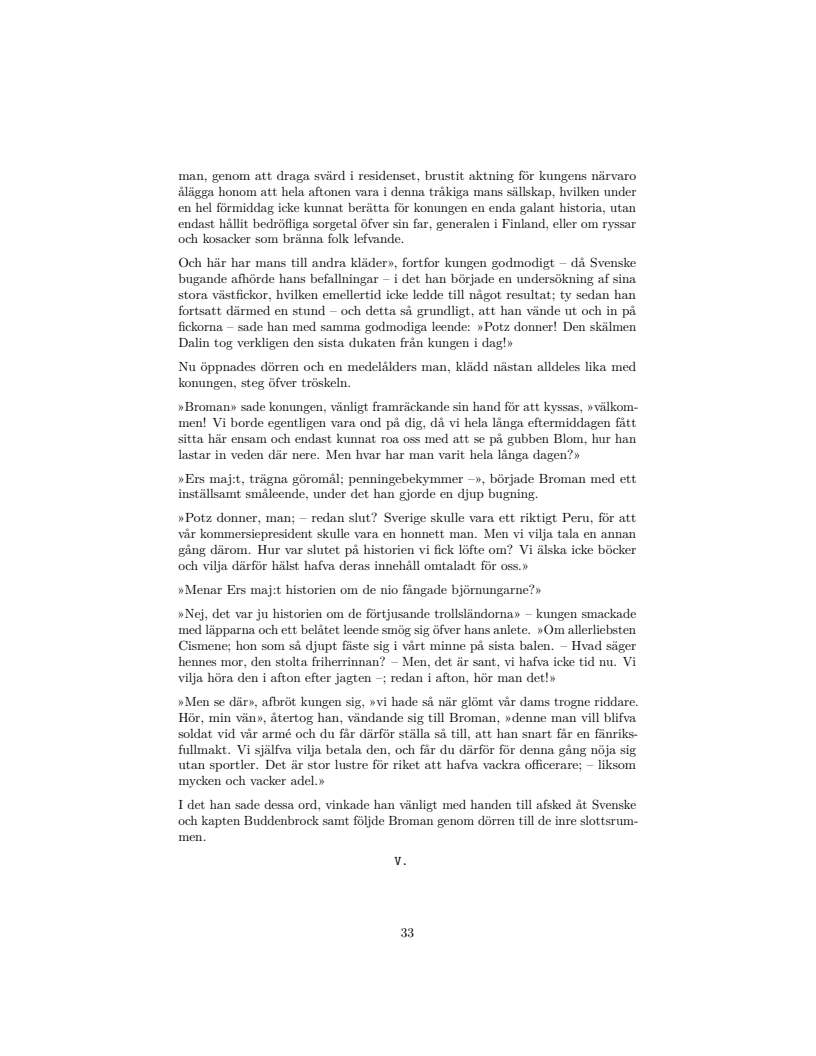 man, genom att draga svärd i residenset, brustit aktning för kungens närvaro
ålägga honom att hela aftonen vara i denna tråkiga mans sällskap, hvilken under
en hel förmiddag icke kunnat berätta för konungen en enda galant historia, utan
endast hållit bedröfliga sorgetal öfver sin far, generalen i Finland, eller om ryssar
och kosacker som bränna folk lefvande.
Och här har mans till andra kläder», fortfor kungen godmodigt – då Svenske
bugande afhörde hans befallningar – i det han började en undersökning af sina
stora västfickor, hvilken emellertid icke ledde till något resultat; ty sedan han
fortsatt därmed en stund – och detta så grundligt, att han vände ut och in på
fickorna – sade han med samma godmodiga leende: »Potz donner! Den skälmen
Dalin tog verkligen den sista dukaten från kungen i dag!»
Nu öppnades dörren och en medelålders man, klädd nästan alldeles lika med
konungen, steg öfver tröskeln.
»Broman» sade konungen, vänligt framräckande sin hand för att kyssas, »välkom-
men! Vi borde egentligen vara ond på dig, då vi hela långa eftermiddagen fått
sitta här ensam och endast kunnat roa oss med att se på gubben Blom, hur han
lastar in veden där nere. Men hvar har man varit hela långa dagen?»
»Ers maj:t, trägna göromål; penningebekymmer –», började Broman med ett
inställsamt småleende, under det han gjorde en djup bugning.
»Potz donner, man; – redan slut? Sverige skulle vara ett riktigt Peru, för att
vår kommersiepresident skulle vara en honnett man. Men vi vilja tala en annan
gång därom. Hur var slutet på historien vi fick löfte om? Vi älska icke böcker
och vilja därför hälst hafva deras innehåll omtaladt för oss.»
»Menar Ers maj:t historien om de nio fångade björnungarne?»
»Nej, det var ju historien om de förtjusande trollsländorna» – kungen smackade
med läpparna och ett belåtet leende smög sig öfver hans anlete. »Om allerliebsten
Cismene; hon som så djupt fäste sig i vårt minne på sista balen. – Hvad säger
hennes mor, den stolta friherrinnan? – Men, det är sant, vi hafva icke tid nu. Vi
vilja höra den i afton efter jagten –; redan i afton, hör man det!»
»Men se där», afbröt kungen sig, »vi hade så när glömt vår dams trogne riddare.
Hör, min vän», återtog han, vändande sig till Broman, »denne man vill blifva
soldat vid vår armé och du får därför ställa så till, att han snart får en fänriks-
fullmakt. Vi själfva vilja betala den, och får du därför för denna gång nöja sig
utan sportler. Det är stor lustre för riket att hafva vackra officerare; – liksom
mycken och vacker adel.»
I det han sade dessa ord, vinkade han vänligt med handen till afsked åt Svenske
och kapten Buddenbrock samt följde Broman genom dörren till de inre slottsrum-
men.
V.
33